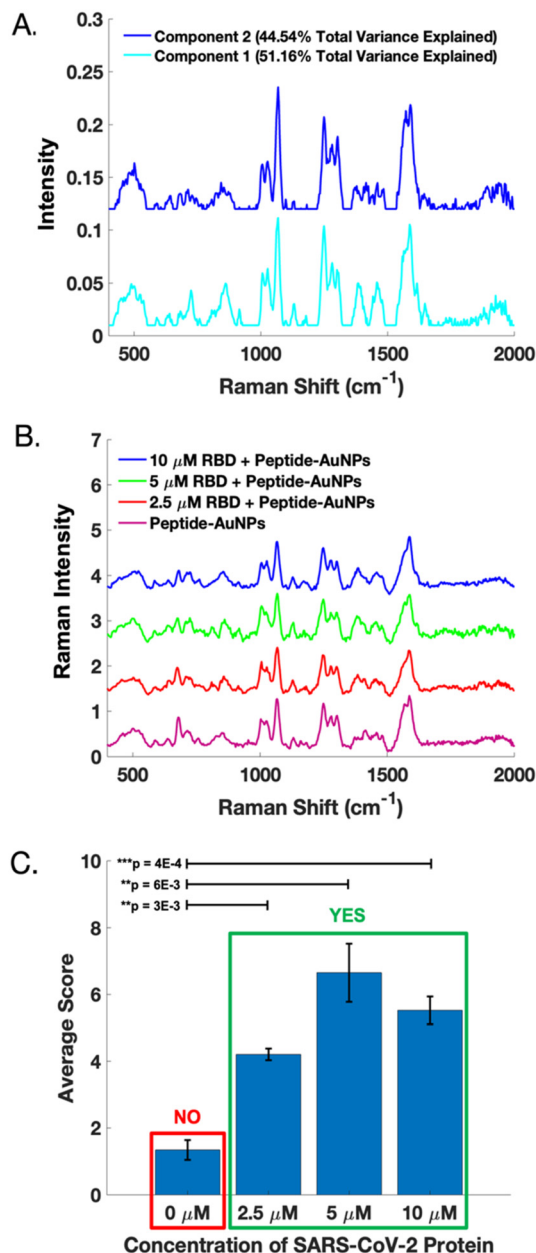 A.
0.3
Component 2 (44.54% Total Variance Explained)
Component 1 (51.16% Total Variance Explained)
0.25
0.2
0.15
0.1
0.05
0
Intensity
500
1000
1500
2000
Raman Shift (cm⁻¹)
B.
7
10 μM RBD + Peptide-AuNPs
5 μM RBD + Peptide-AuNPs
2.5 μM RBD + Peptide-AuNPs
Peptide-AuNPs
6
5
4
3
2
1
0
Raman Intensity
500
1000
1500
2000
Raman Shift (cm⁻¹)
C.
10
***p = 4E-4
**p = 6E-3
**p = 3E-3
YES
8
6
4
2
0
Average Score
NO
0 μM
2.5 μM
5 μM
10 μM
Concentration of SARS-CoV-2 Protein